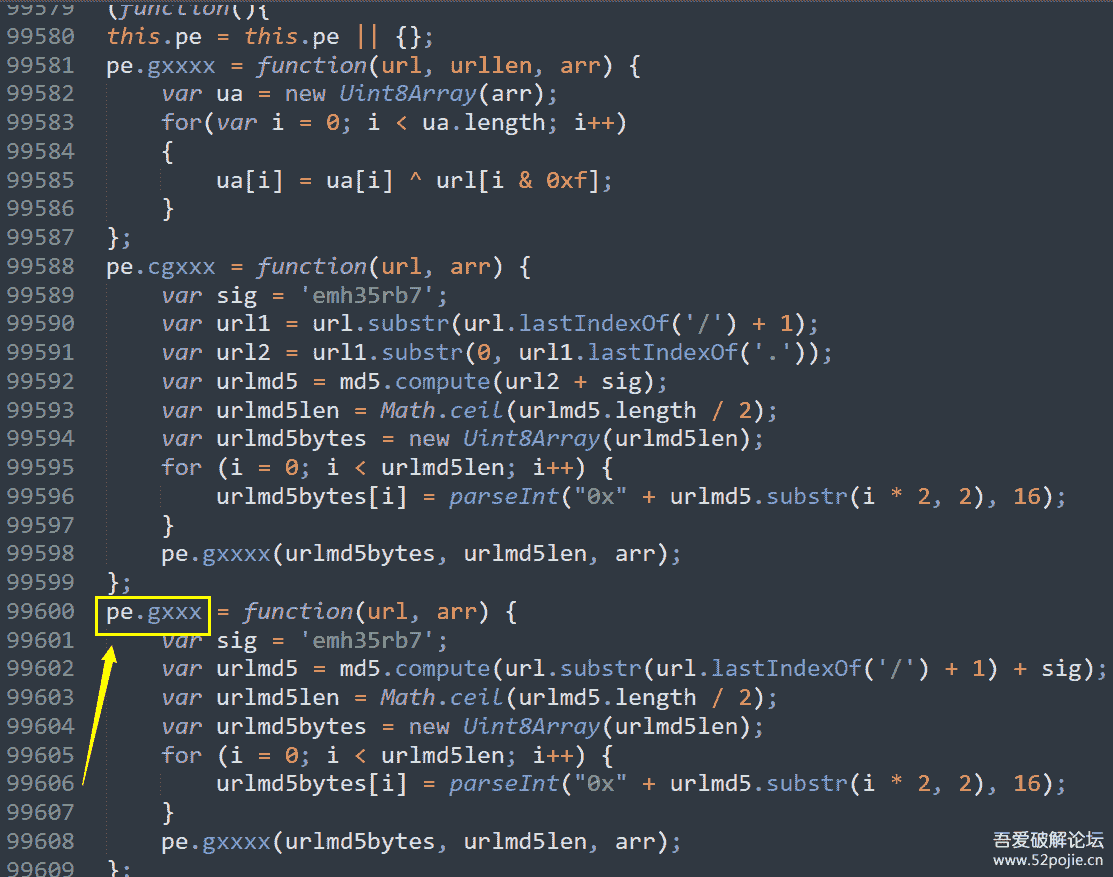 99579 (function(){
99580 this.pe = this.pe || {};
99581 pe.gxxxx = function(url, urllen, arr) {
99582     var ua = new Uint8Array(arr);
99583     for(var i = 0; i < ua.length; i++)
99584     {
99585         ua[i] = ua[i] ^ url[i & 0xf];
99586     }
99587 };
99588 pe.cgxxx = function(url, arr) {
99589     var sig = 'emh35rb7';
99590     var url1 = url.substr(url.lastIndexOf('/') + 1);
99591     var url2 = url1.substr(0, url1.lastIndexOf('.'));
99592     var urlmd5 = md5.compute(url2 + sig);
99593     var urlmd5len = Math.ceil(urlmd5.length / 2);
99594     var urlmd5bytes = new Uint8Array(urlmd5len);
99595     for (i = 0; i < urlmd5len; i++) {
99596         urlmd5bytes[i] = parseInt("0x" + urlmd5.substr(i * 2, 2), 16);
99597     }
99598     pe.gxxxx(urlmd5bytes, urlmd5len, arr);
99599 };
99600 pe.gxxx = function(url, arr) {
99601     var sig = 'emh35rb7';
99602     var urlmd5 = md5.compute(url.substr(url.lastIndexOf('/') + 1) + sig);
99603     var urlmd5len = Math.ceil(urlmd5.length / 2);
99604     var urlmd5bytes = new Uint8Array(urlmd5len);
99605     for (i = 0; i < urlmd5len; i++) {
99606         urlmd5bytes[i] = parseInt("0x" + urlmd5.substr(i * 2, 2), 16);
99607     }
99608     pe.gxxxx(urlmd5bytes, urlmd5len, arr);
99609 };
吾爱破解论坛
www.52pojie.cn